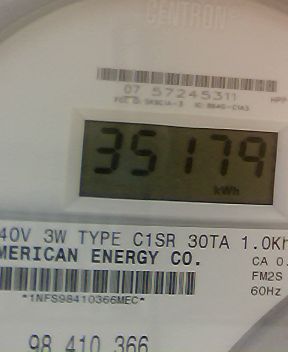 CENTRON
07 57245311
35179
kWh
40V 3W TYPE C1SR 30TA 1.0Kh
MERICAN ENERGY CO.
CA 0.
FM2S
60Hz
*1NFS98410366MEC*
98 410 366